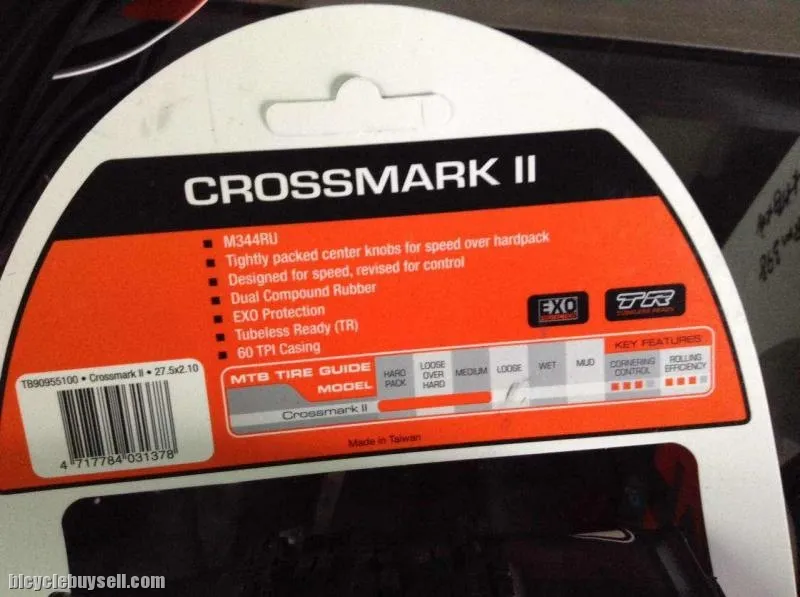 CROSSMARK II
M344RU
Tightly packed center knobs for speed over hardpack
Designed for speed, revised for control
Dual Compound Rubber
EXO Protection
Tubeless Ready (TR)
60 TPI Casing
EXO
PROTECTION
TR
TUBELESS READY
TB90955100 • Crossmark II • 27.5x2.10
4 717784 031378
MTB TIRE GUIDE
MODEL
HARD
PACK
LOOSE
OVER
HARD
MEDIUM
LOOSE
WET
MUD
KEY FEATURES
CORNERING
CONTROL
ROLLING
EFFICIENCY
Crossmark II
Made in Taiwan
bicyclebuysell.com